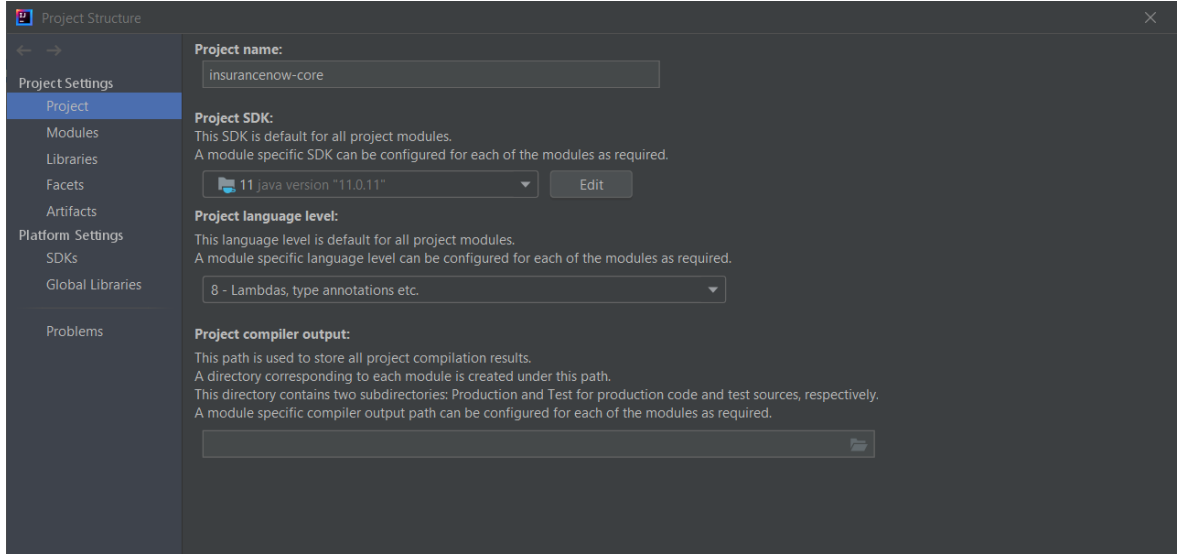 Project Structure
Project Settings
Project
Modules
Libraries
Facets
Artifacts
Platform Settings
SDKs
Global Libraries
Problems
Project name:
insurancenow-core
Project SDK:
This SDK is default for all project modules.
A module specific SDK can be configured for each of the modules as required.
11 java version "11.0.11"
Edit
Project language level:
This language level is default for all project modules.
A module specific language level can be configured for each of the modules as required.
8 - Lambdas, type annotations etc.
Project compiler output:
This path is used to store all project compilation results.
A directory corresponding to each module is created under this path.
This directory contains two subdirectories: Production and Test for production code and test sources, respectively.
A module specific compiler output path can be configured for each of the modules as required.